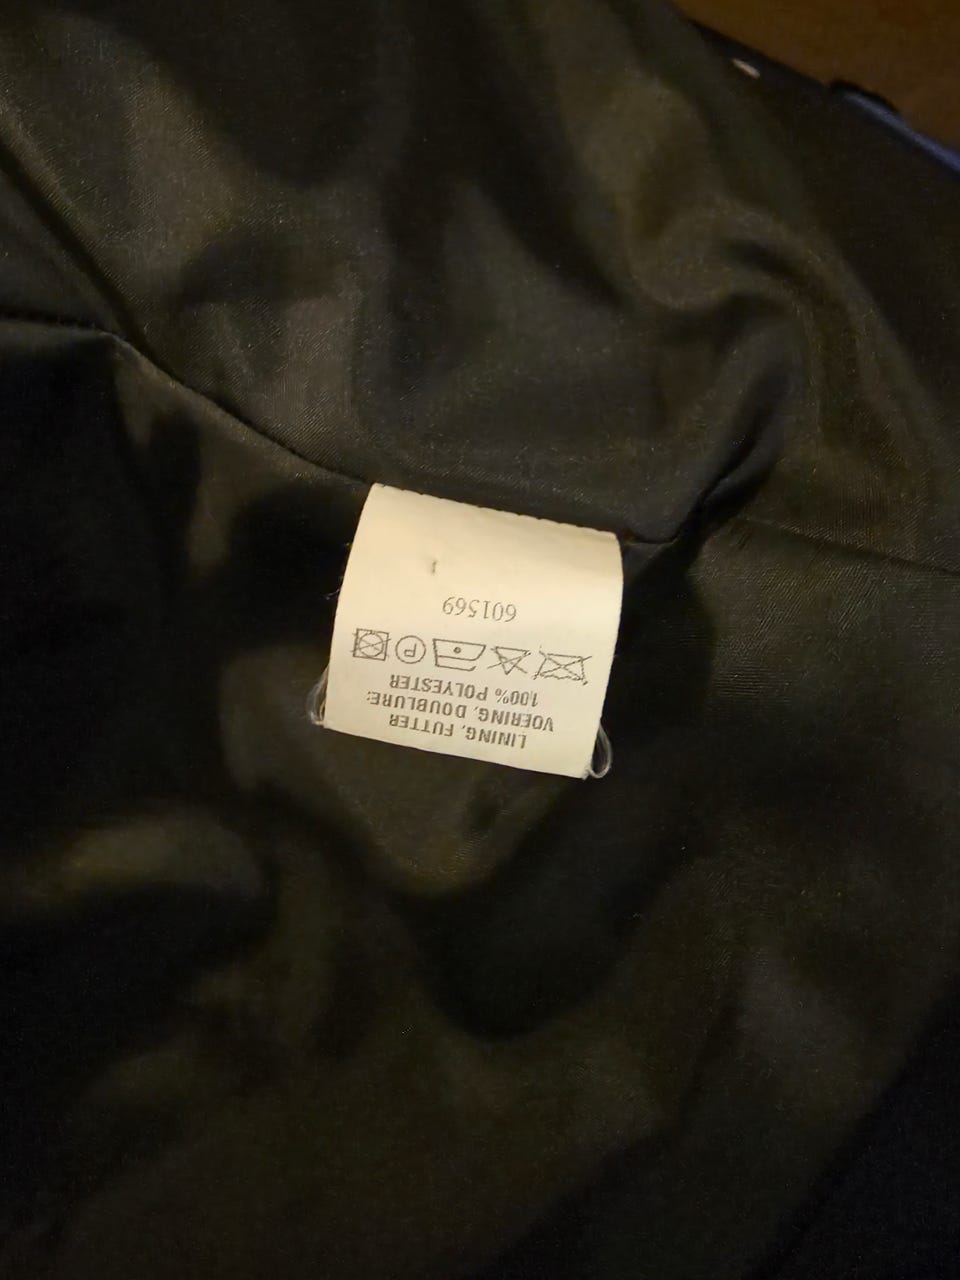 LINING, FUTTER
VOERING, DOUBLURE:
100% POLYESTER
P
601569